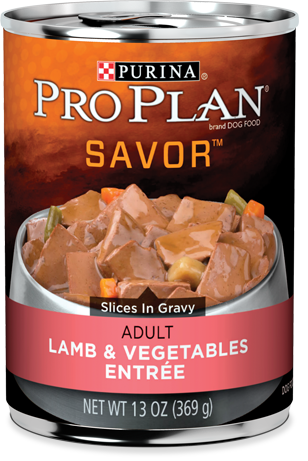 PURINA®
PRO PLAN®
brand DOG FOOD
SAVOR™
Slices In Gravy
ADULT
LAMB & VEGETABLES
ENTRÉE
NET WT 13 OZ (369 g)